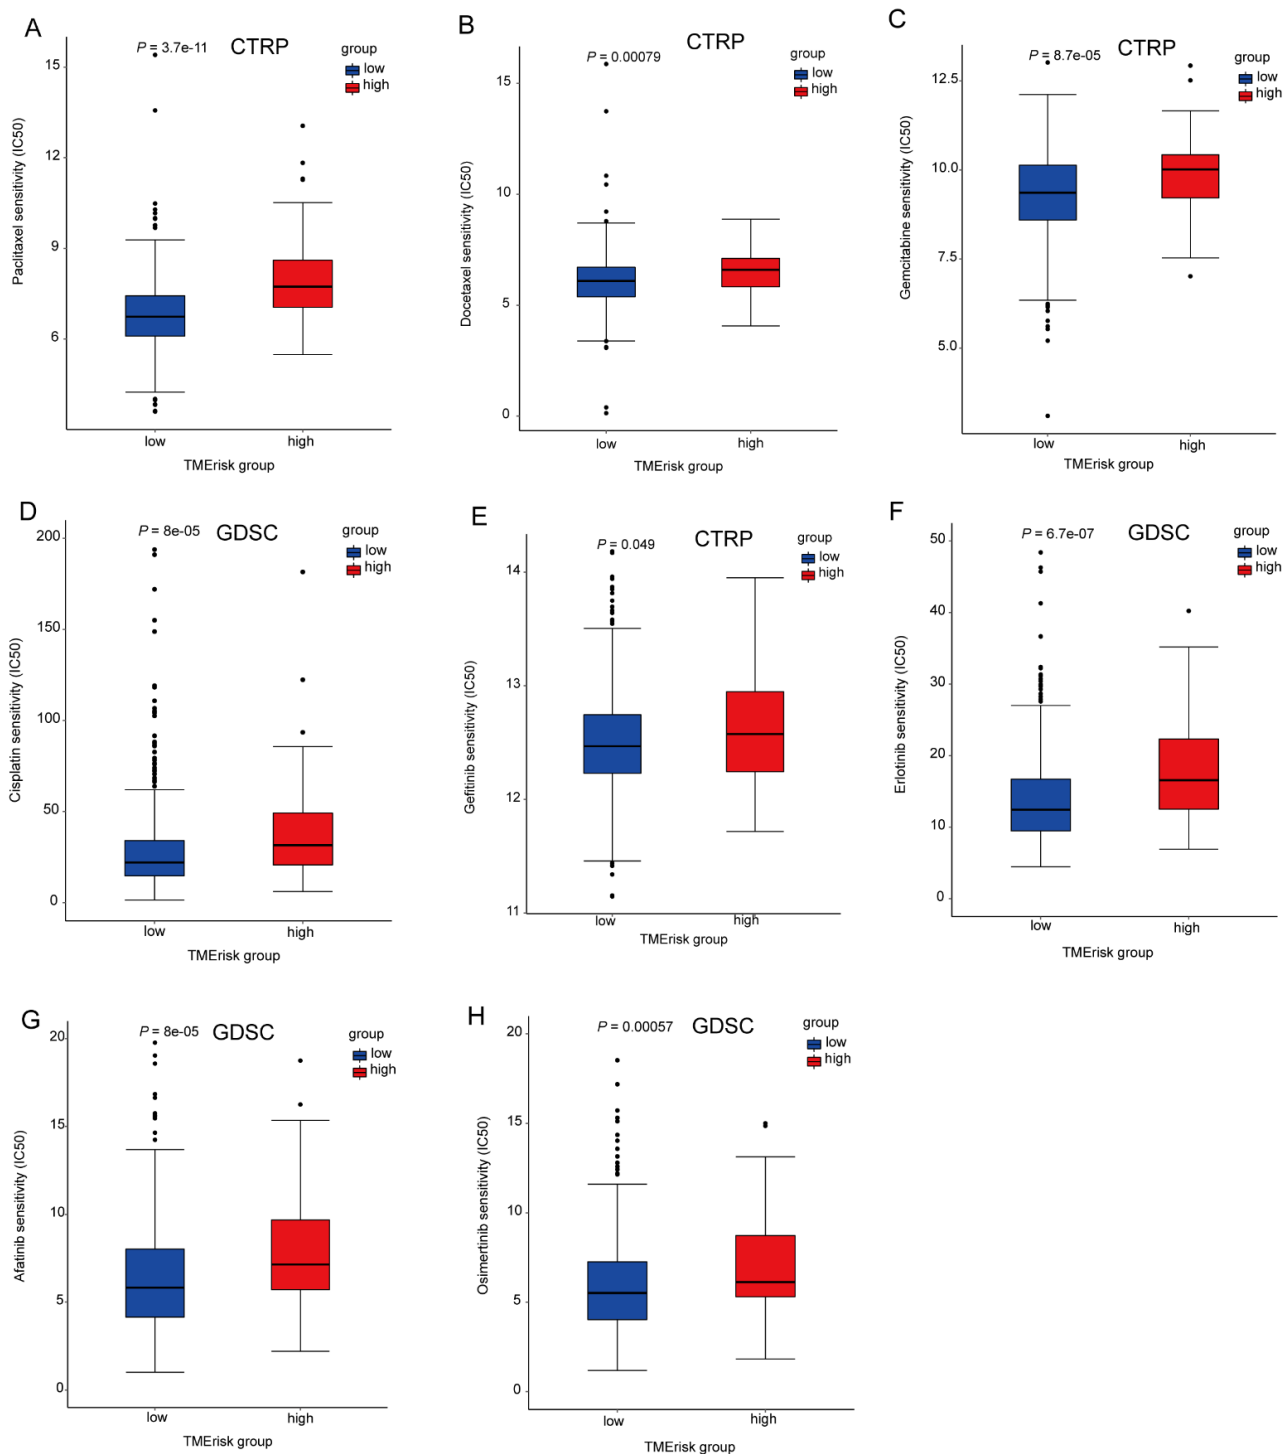 A
P = 3.7e-11
CTRP
group
low
high
Paclitaxel sensitivity (IC50)
15
12
9
6
low
high
TMErisk group
B
P = 0.00079
CTRP
group
low
high
Docetaxel sensitivity (IC50)
15
10
5
0
low
high
TMErisk group
C
P = 8.7e-05
CTRP
group
low
high
Gemcitabine sensitivity (IC50)
12.5
10.0
7.5
5.0
low
high
TMErisk group
D
P = 8e-05
GDSC
group
low
high
Cisplatin sensitivity (IC50)
200
150
100
50
0
low
high
TMErisk group
E
P = 0.049
CTRP
group
low
high
Gefitinib sensitivity (IC50)
14
13
12
11
low
high
TMErisk group
F
P = 6.7e-07
GDSC
group
low
high
Erlotinib sensitivity (IC50)
50
40
30
20
10
0
low
high
TMErisk group
G
P = 8e-05
GDSC
group
low
high
Afatinib sensitivity (IC50)
20
15
10
5
0
low
high
TMErisk group
H
P = 0.00057
GDSC
group
low
high
Osimertinib sensitivity (IC50)
20
15
10
5
0
low
high
TMErisk group